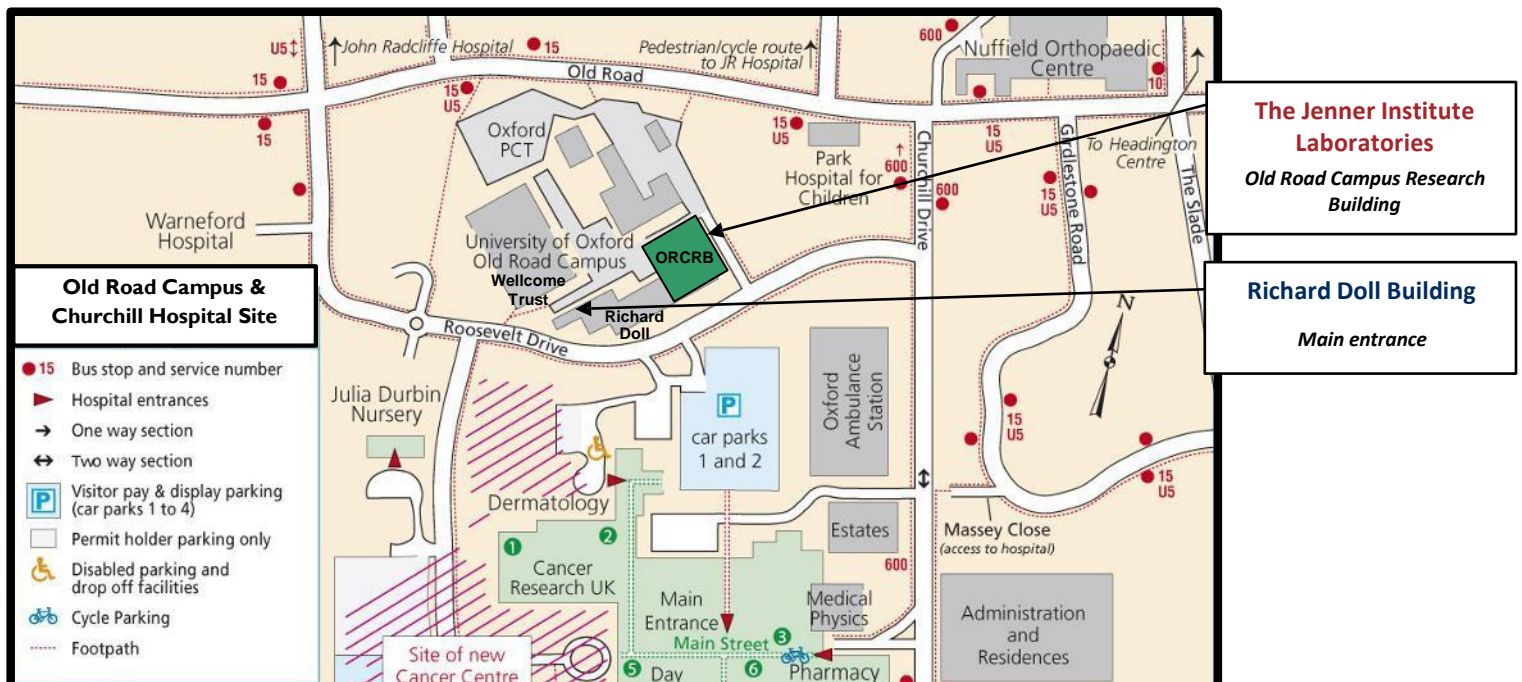 U5
John Radcliffe Hospital
15
Pedestrian/cycle route
to JR Hospital
600
Nuffield Orthopaedic
Centre
10
15
Old Road
15
U5
15
Oxford
PCT
15
U5
Park
Hospital for
Children
600
600
Churchill Drive
15
U5
Girdlestone Road
To Headington
Centre
The Slade
15
U5
The Jenner Institute
Laboratories
Old Road Campus Research
Building
Warneford
Hospital
University of Oxford
Old Road Campus
Wellcome
Trust
ORCRB
Richard
Doll
Richard Doll Building
Main entrance
Old Road Campus &
Churchill Hospital Site
Roosevelt Drive
N
15 Bus stop and service number
Hospital entrances
One way section
Two way section
P Visitor pay & display parking
(car parks 1 to 4)
Permit holder parking only
Disabled parking and
drop off facilities
Cycle Parking
Footpath
Julia Durbin
Nursery
P
car parks
1 and 2
Oxford
Ambulance
Station
15
U5
15
U5
Dermatology
Estates
Massey Close
(access to hospital)
1
2
Cancer
Research UK
600
Main
Entrance
Medical
Physics
Main Street
3
Administration
and
Residences
Site of new
Cancer Centre
5
Day
6
Pharmacy